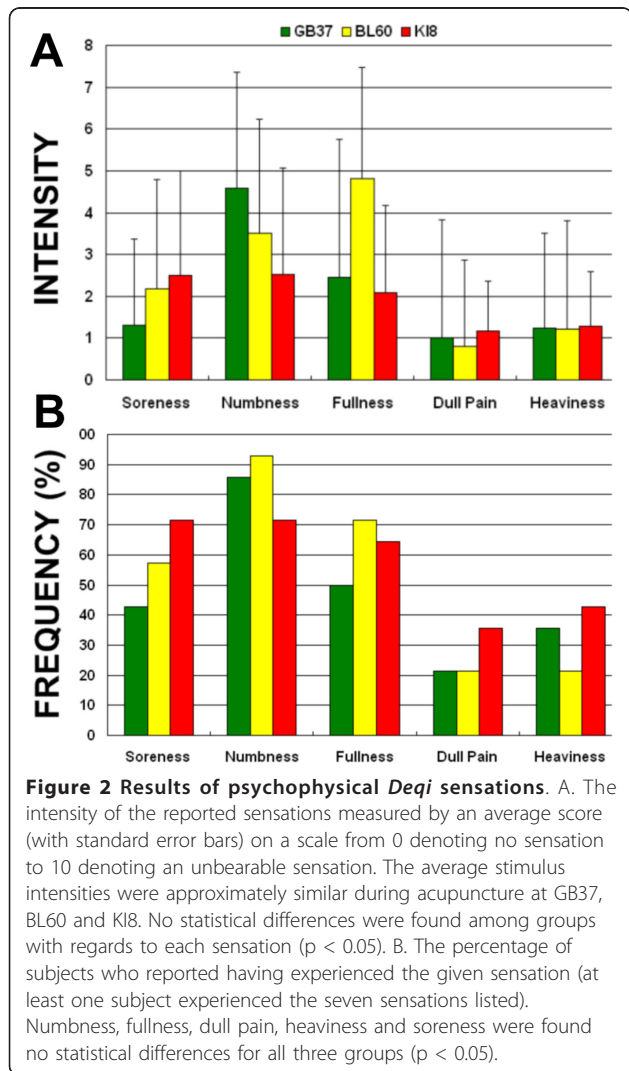 A
GB37 BL60 KI8
INTENSITY
8
7
6
5
4
3
2
1
0
Soreness Numbness Fullness Dull Pain Heaviness
B
FREQUENCY (%)
00
90
80
70
60
50
40
30
20
10
0
Soreness Numbness Fullness Dull Pain Heaviness
Figure 2 Results of psychophysical Deqi sensations. A. The
intensity of the reported sensations measured by an average score
(with standard error bars) on a scale from 0 denoting no sensation
to 10 denoting an unbearable sensation. The average stimulus
intensities were approximately similar during acupuncture at GB37,
BL60 and KI8. No statistical differences were found among groups
with regards to each sensation (p < 0.05). B. The percentage of
subjects who reported having experienced the given sensation (at
least one subject experienced the seven sensations listed).
Numbness, fullness, dull pain, heaviness and soreness were found
no statistical differences for all three groups (p < 0.05).